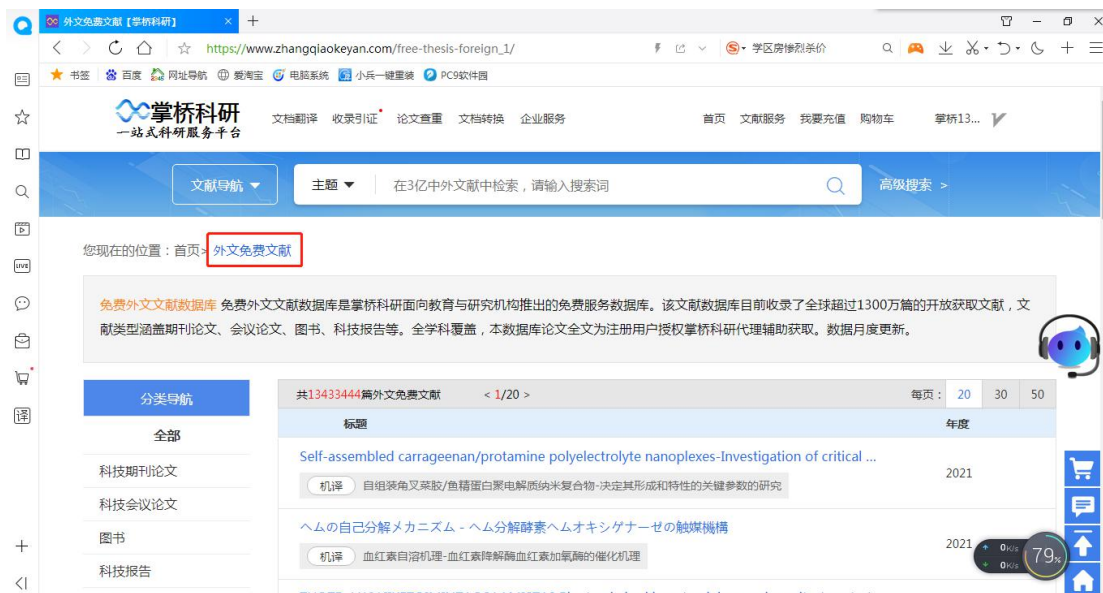 外文免费文献【掌桥科研】
https://www.zhangqiaokeyan.com/free-thesis-foreign_1/
学区房惨烈杀价
书签 百度 网址导航 爱淘宝 电脑系统 小兵一键重装 PC9软件园
掌桥科研
一站式科研服务平台
文档翻译 收录引证 论文查重 文档转换 企业服务 首页 文献服务 我要充值 购物车 掌桥13...
LIVE
译
文献导航 主题 在3亿中外文献中检索，请输入搜索词 高级搜索 >
您现在的位置：首页> 外文免费文献
免费外文文献数据库 免费外文文献数据库是掌桥科研面向教育与研究机构推出的免费服务数据库。该文献数据库目前收录了全球超过1300万篇的开放获取文献，文
献类型涵盖期刊论文、会议论文、图书、科技报告等。全学科覆盖，本数据库论文全文为注册用户授权掌桥科研代理辅助获取。数据月度更新。
分类导航
全部
科技期刊论文
科技会议论文
图书
科技报告
共13433444篇外文免费文献 < 1/20 > 每页： 20 30 50
标题 年度
Self-assembled carrageenan/protamine polyelectrolyte nanoplexes-Investigation of critical ...
机译 自组装角叉菜胶/鱼精蛋白聚电解质纳米复合物-决定其形成和特性的关键参数的研究
2021
ヘムの自己分解メカニズム - ヘム分解酵素ヘムオキシゲナーゼの触媒機構
机译 血红素自溶机理-血红素降解酶血红素加氧酶的催化机理
2021
0K/s
0K/s
79%